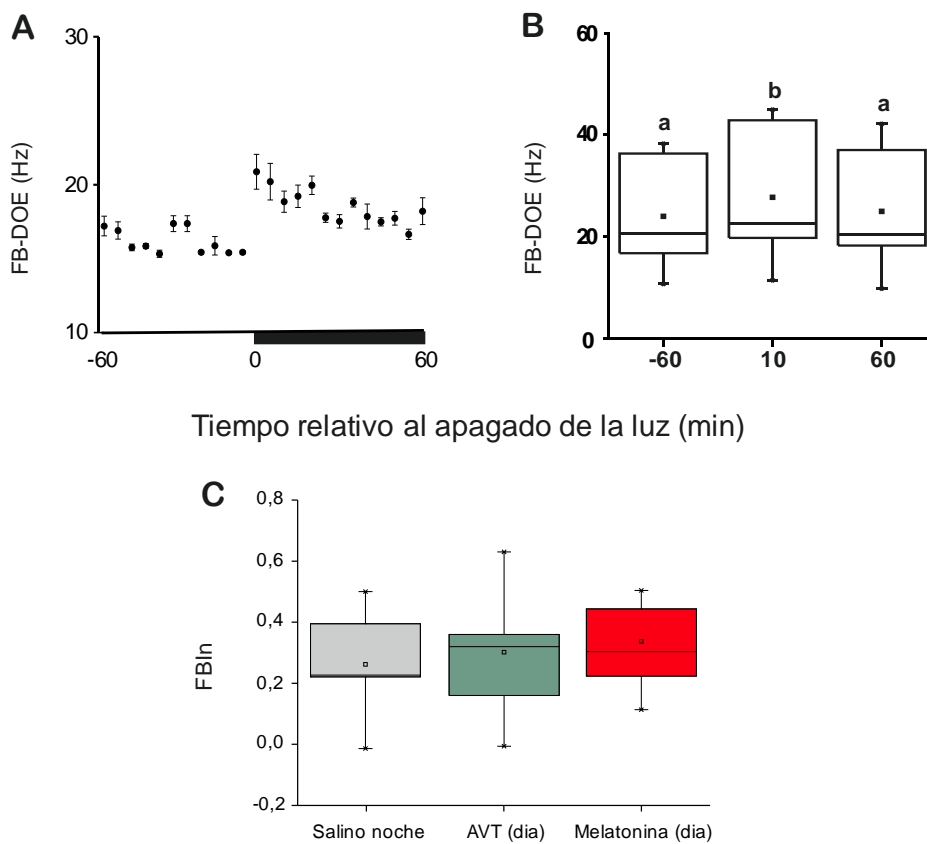 A
30
20
10
FB-DOE (Hz)
-60
0
60
B
60
40
20
0
FB-DOE (Hz)
a
b
a
-60
10
60
Tiempo relativo al apagado de la luz (min)
C
0,8
0,6
0,4
0,2
0,0
-0,2
FBIn
Salino noche
AVT (dia)
Melatonina (dia)